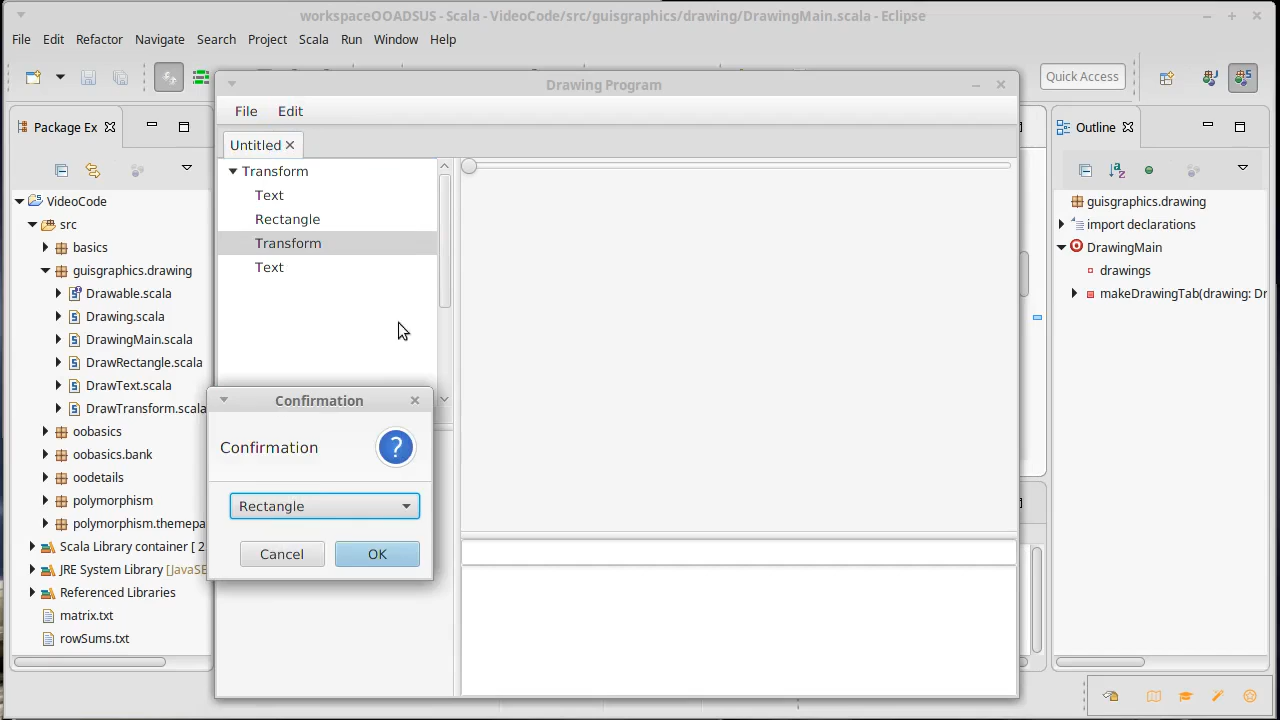 workspaceOOADSUS - Scala - VideoCode/src/guisgraphics/drawing/DrawingMain.scala - Eclipse
File Edit Refactor Navigate Search Project Scala Run Window Help
Quick Access
Package Ex
VideoCode
src
basics
guisgraphics.drawing
Drawable.scala
Drawing.scala
DrawingMain.scala
DrawRectangle.scala
DrawText.scala
DrawTransform.scala
oobasics
oobasics.bank
oodetails
polymorphism
polymorphism.themepa
Scala Library container [ 2
JRE System Library [JavaSE
Referenced Libraries
matrix.txt
rowSums.txt
Drawing Program
File Edit
Untitled
Transform
Text
Rectangle
Transform
Text
Confirmation
Confirmation
?
Rectangle
Cancel OK
Outline
guisgraphics.drawing
import declarations
DrawingMain
drawings
makeDrawingTab(drawing: Dr